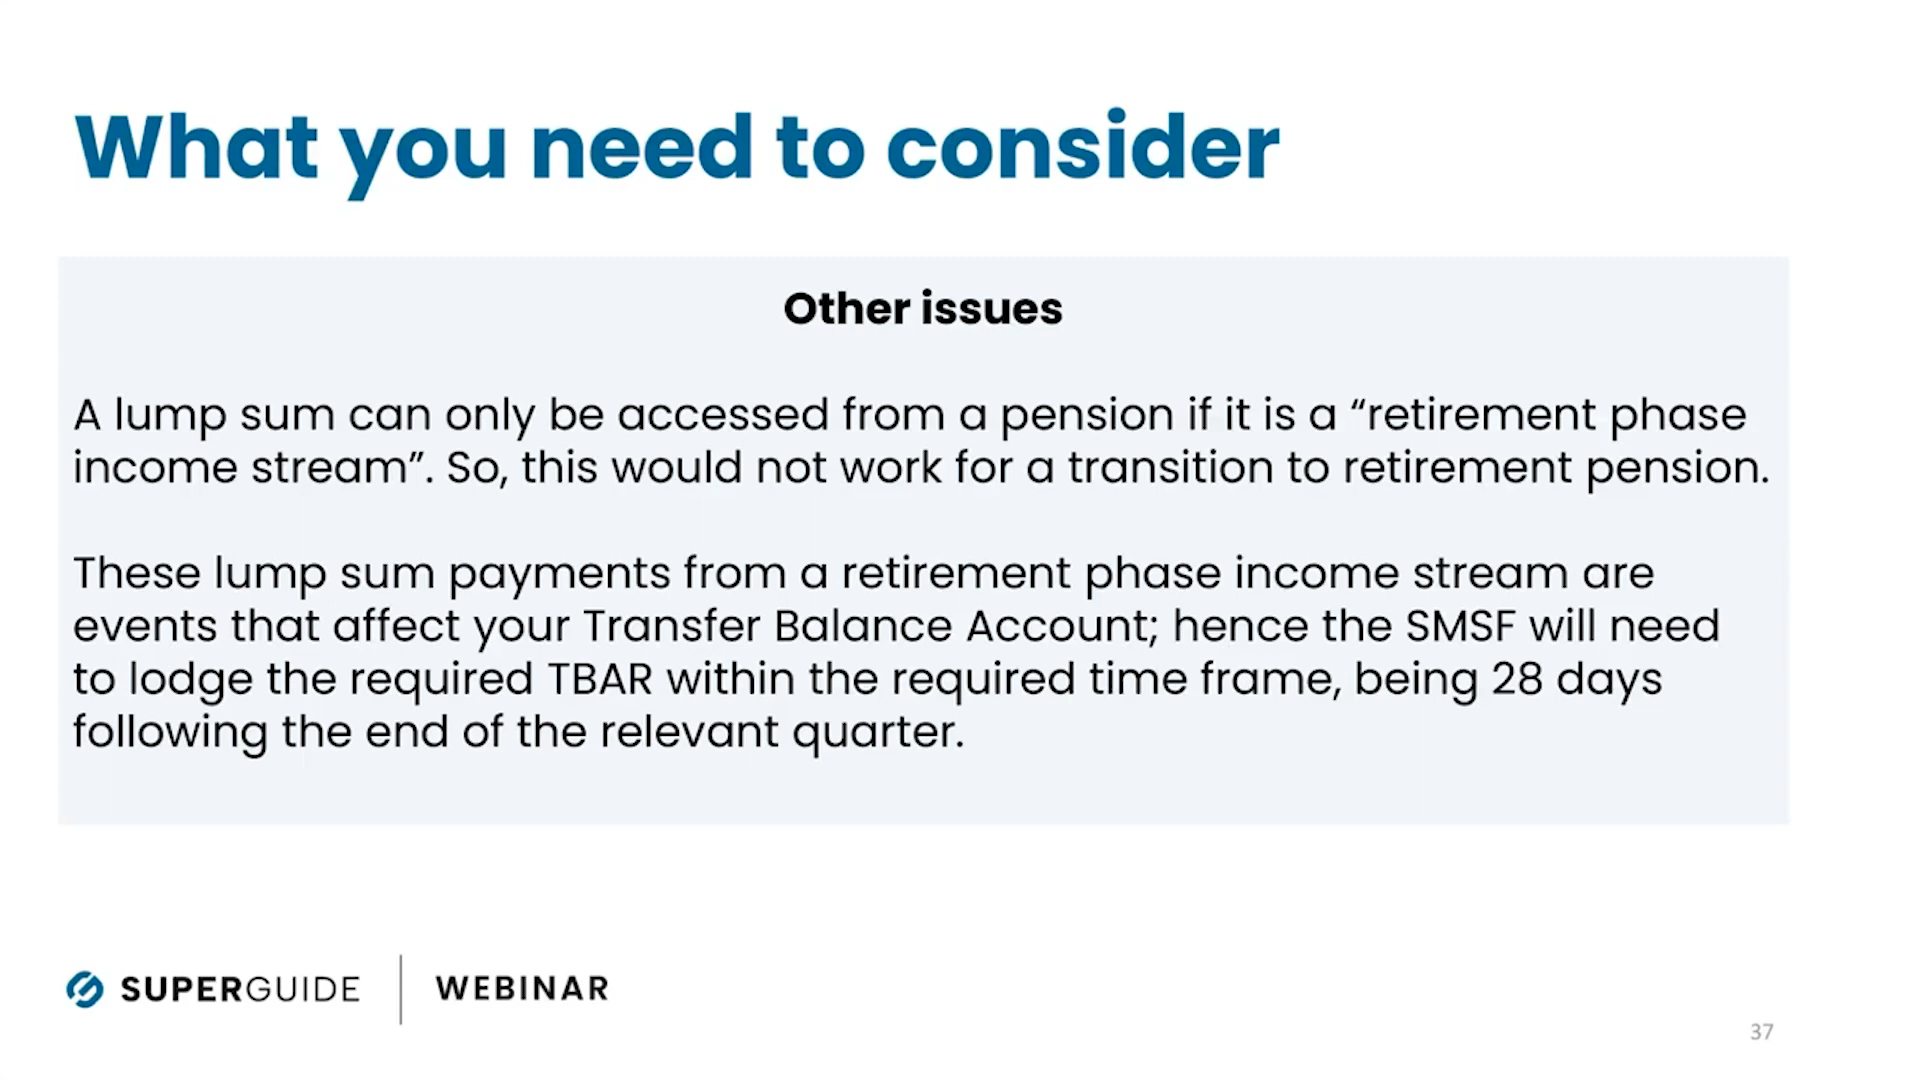 What you need to consider
Other issues
A lump sum can only be accessed from a pension if it is a “retirement phase
income stream”. So, this would not work for a transition to retirement pension.
These lump sum payments from a retirement phase income stream are
events that affect your Transfer Balance Account; hence the SMSF will need
to lodge the required TBAR within the required time frame, being 28 days
following the end of the relevant quarter.
SUPERGUIDE | WEBINAR
37